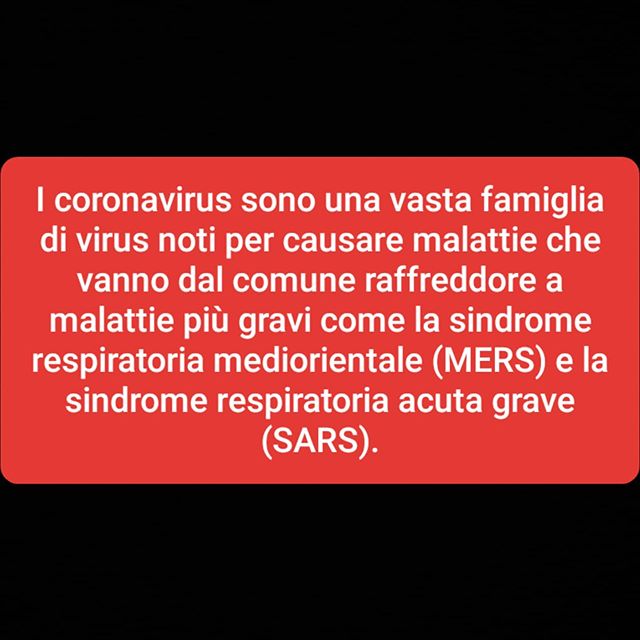 I coronavirus sono una vasta famiglia
di virus noti per causare malattie che
vanno dal comune raffreddore a
malattie più gravi come la sindrome
respiratoria mediorientale (MERS) e la
sindrome respiratoria acuta grave
(SARS).